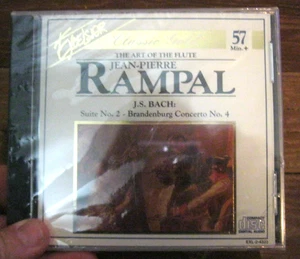 57
Min. +
THE ART OF THE FLUTE
JEAN-PIERRE
RAMPAL
J.S. BACH:
Suite No. 2 - Brandenburg Concerto No. 4